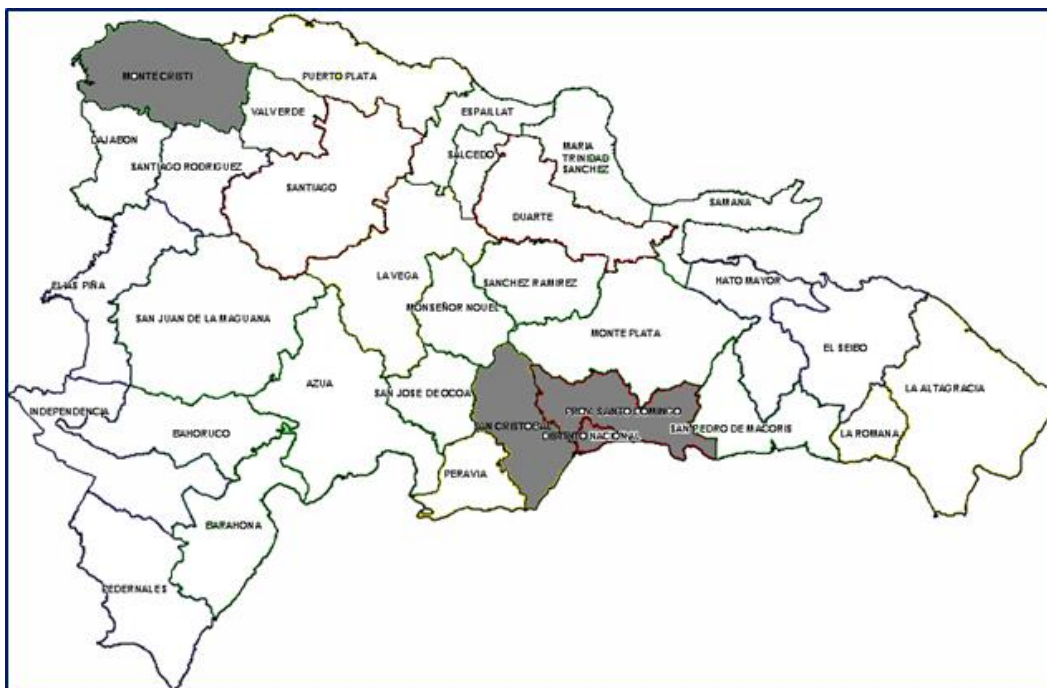 MONTECRISTI
PUERTO PLATA
VALVERDE
ESPAILLAT
DAJABON
SANTIAGO RODRIGUEZ
SALCEDO
MARIA
TRINIDAD
SANCHEZ
SANTIAGO
SAMANA
DUARTE
LA VEGA
SANCHEZ RAMIREZ
HATO MAYOR
ELIAS PIÑA
MONSEÑOR NOUEL
SAN JUAN DE LA MAGUANA
MONTE PLATA
EL SEIBO
AZUA
SAN JOSE DE OCOA
LA ALTAGRACIA
INDEPENDENCIA
PROV. SANTO DOMINGO
SAN CRISTOBAL
SAN PEDRO DE MACORIS
BAHORUCO
DISTRITO NACIONAL
LA ROMANA
PERAVIA
BARAHONA
PEDERNALES